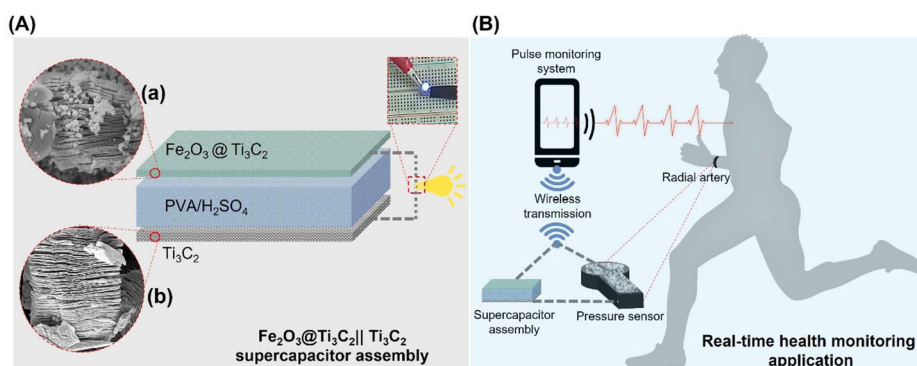 (A)
(a)
Fe₂O₃ @ Ti₃C₂
PVA/H₂SO₄
Ti₃C₂
(b)
Fe₂O₃@Ti₃C₂|| Ti₃C₂
supercapacitor assembly
(B)
Pulse monitoring
system
Radial artery
Wireless
transmission
Supercapacitor
assembly
Pressure sensor
Real-time health monitoring
application